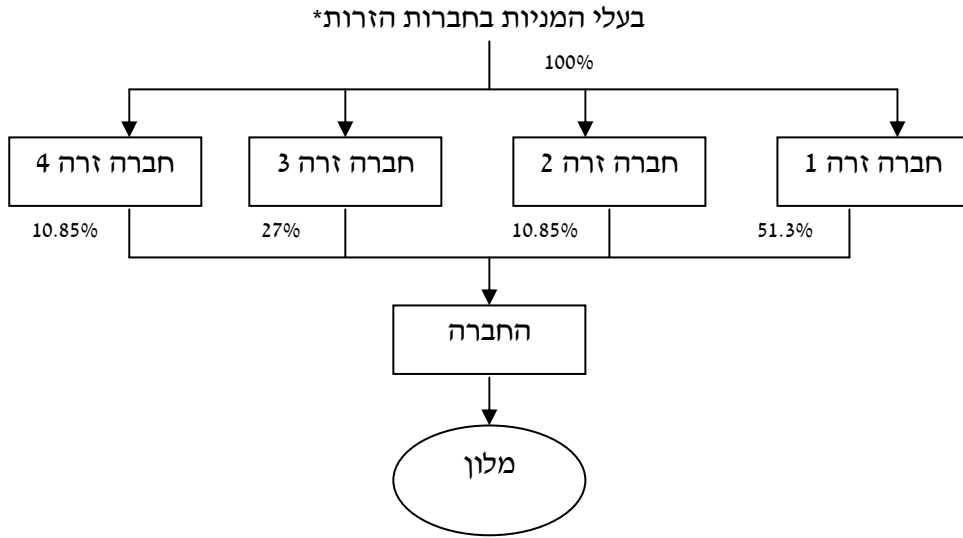 בעלי המניות בחברות הזרות*
100%
חברה זרה 1
חברה זרה 2
חברה זרה 3
חברה זרה 4
51.3%
10.85%
27%
10.85%
החברה
מלון